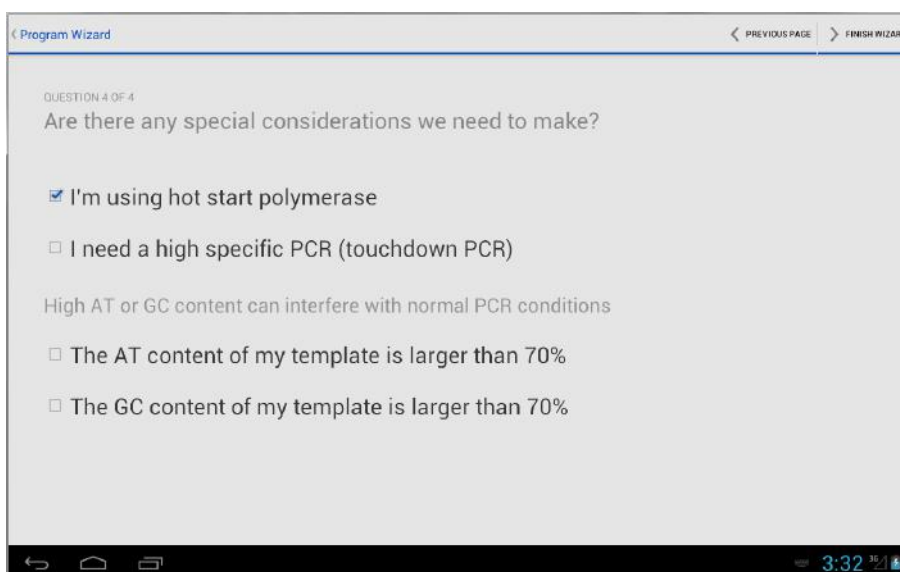 Program Wizard
PREVIOUS PAGE
FINISH WIZAR
QUESTION 4 OF 4
Are there any special considerations we need to make?
I'm using hot start polymerase
I need a high specific PCR (touchdown PCR)
High AT or GC content can interfere with normal PCR conditions
The AT content of my template is larger than 70%
The GC content of my template is larger than 70%
3:32 3G